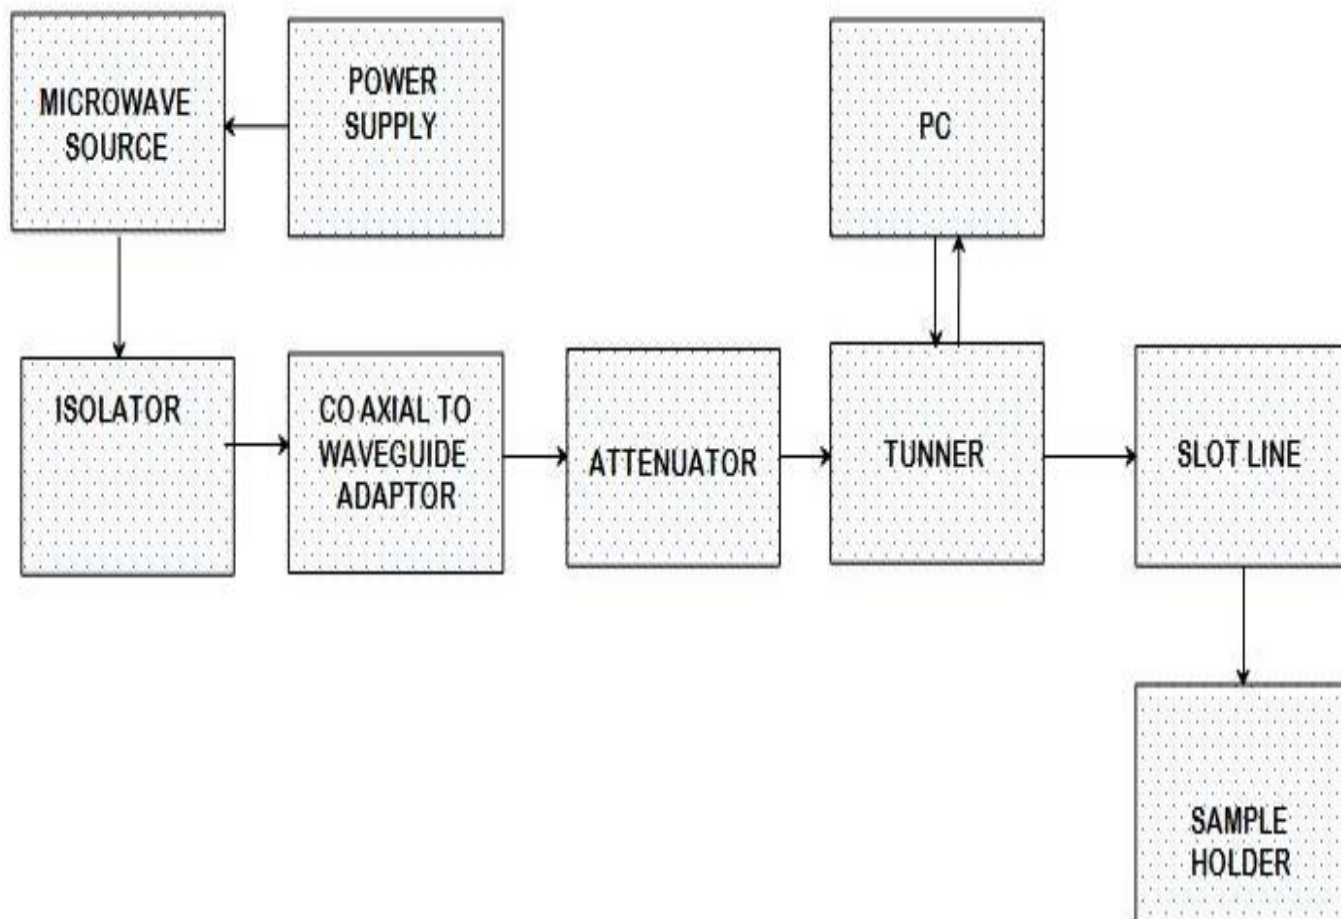 MICROWAVE
SOURCE
POWER
SUPPLY
PC
ISOLATOR
CO AXIAL TO
WAVEGUIDE
ADAPTOR
ATTENUATOR
TUNNER
SLOT LINE
SAMPLE
HOLDER